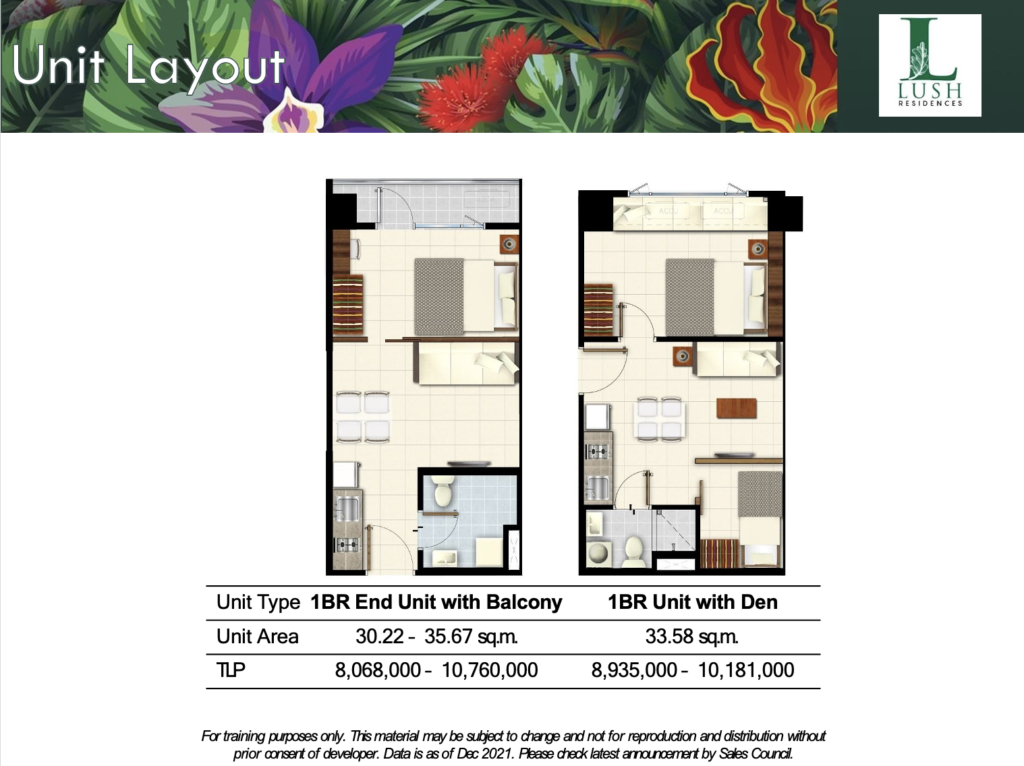 Unit Layout
L
LUSH
RESIDENCES
ACCU ACCU
Unit Type 1BR End Unit with Balcony 1BR Unit with Den
Unit Area 30.22 - 35.67 sq.m. 33.58 sq.m.
TLP 8,068,000 - 10,760,000 8,935,000 - 10,181,000
For training purposes only. This material may be subject to change and not for reproduction and distribution without
prior consent of developer. Data is as of Dec 2021. Please check latest announcement by Sales Council.